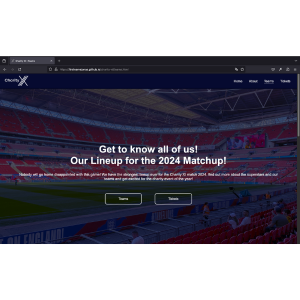 Charity X
Home About Teams Tickets
Get to know all of us!
Our Lineup for the 2024 Matchup!
Nobody will go home disappointed with this game! We have the strongest lineup ever for the Charity XI match 2024. find out more about the superstars and our
teams and get excited for the charity event of the year!
Teams Tickets